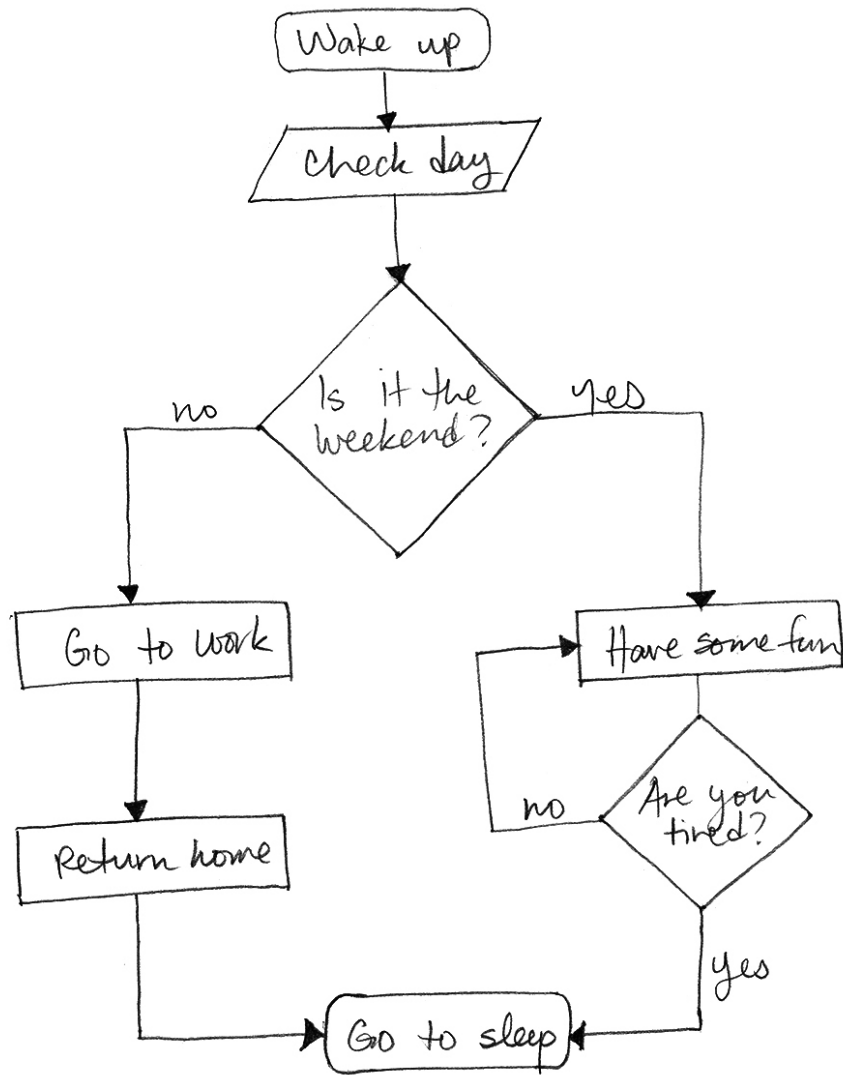 Wake up
check day
Is it the
weekend?
no
yes
Go to work
Have some fun
no
Are you
tired?
Return home
yes
Go to sleep